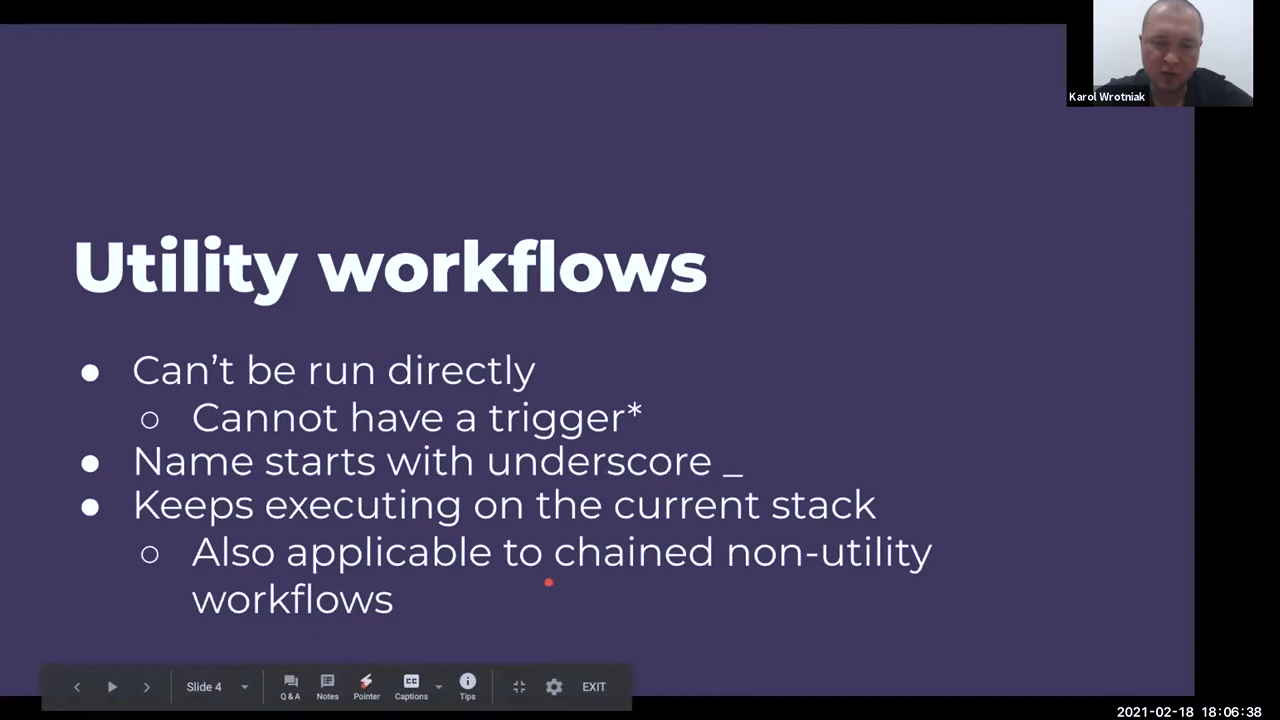 Karol Wrotniak
Utility workflows
● Can’t be run directly
○ Cannot have a trigger*
● Name starts with underscore _
● Keeps executing on the current stack
○ Also applicable to chained non-utility
workflows
Slide 4
Q & A
Notes
Pointer
CC
Captions
Tips
EXIT
2021-02-18 18:06:38